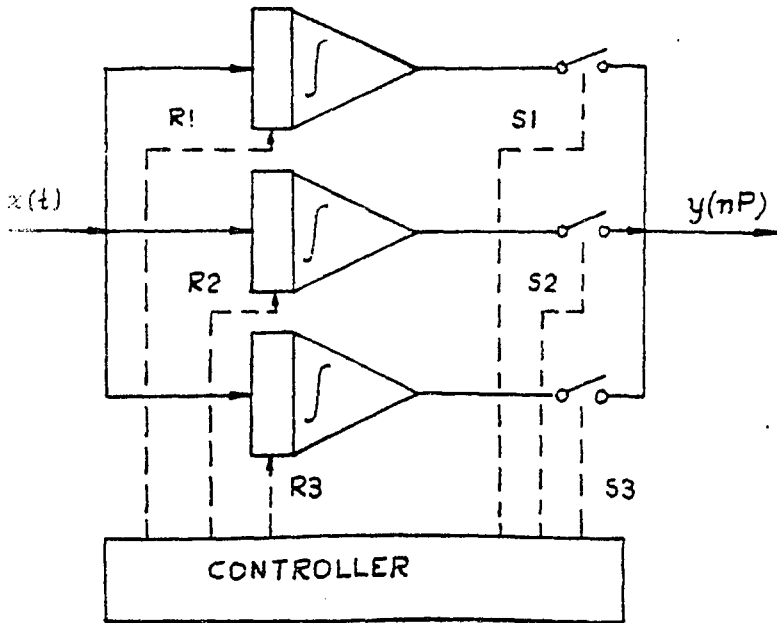 R1
S1
x(t)
y(nP)
R2
S2
R3
S3
CONTROLLER